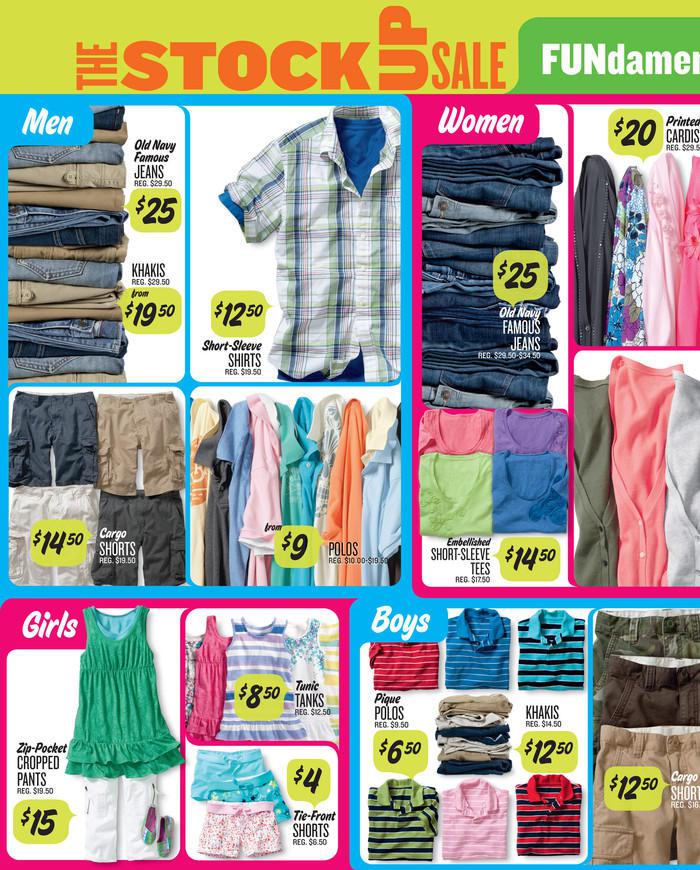 THE STOCK UP SALE
FUNdamen
Men
Old Navy
Famous
JEANS
REG. $29.50
$25
KHAKIS
REG. $29.50
from
$19.50
$12.50
Short-Sleeve
SHIRTS
REG. $19.50
$14.50
Cargo
SHORTS
REG. $19.50
from
$9
POLOS
REG. $10.00-$19.50
Women
$20
Printed
CARDIS
REG. $29.5
$25
Old Navy
FAMOUS
JEANS
REG. $29.50-$34.50
Embellished
SHORT-SLEEVE
TEES
REG. $17.50
$14.50
Girls
Zip-Pocket
CROPPED
PANTS
REG. $19.50
$15
$8.50
Tunic
TANKS
REG. $12.50
$4
Tie-Front
SHORTS
REG. $6.50
Boys
Pique
POLOS
REG. $9.50
$6.50
KHAKIS
REG. $14.50
$12.50
$12.50
Cargo
SHORT
REG. $16